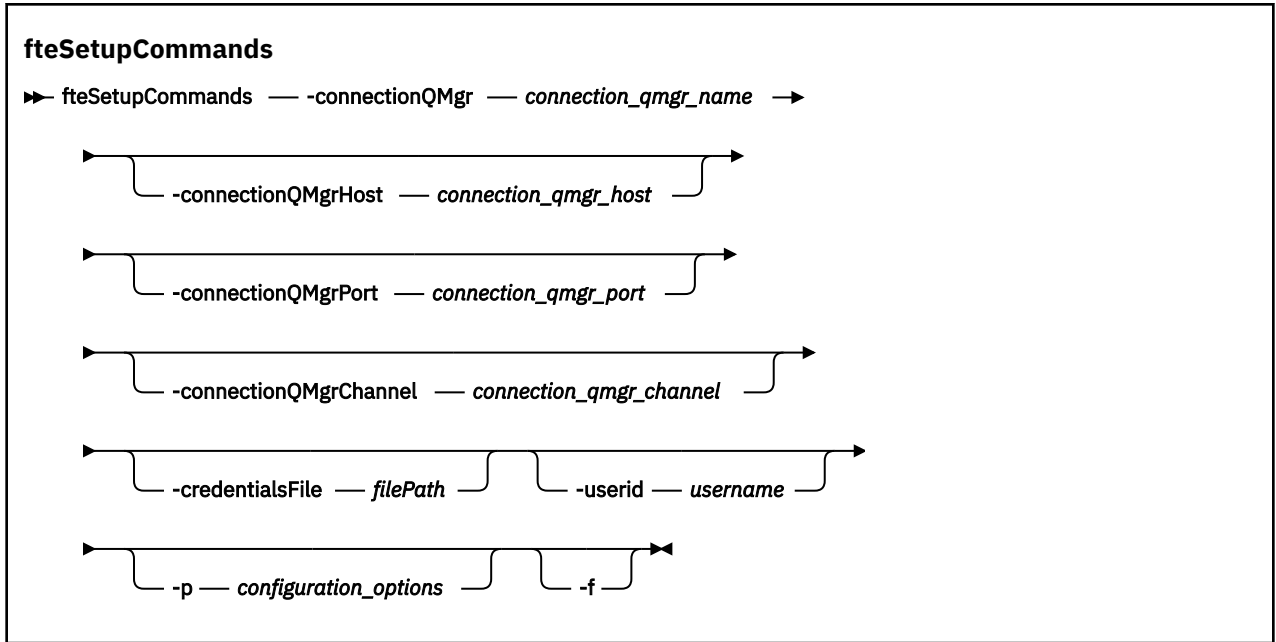 fteSetupCommands
fteSetupCommands -connectionQMgr connection_qmgr_name
-connectionQMgrHost connection_qmgr_host
-connectionQMgrPort connection_qmgr_port
-connectionQMgrChannel connection_qmgr_channel
-credentialsFile filePath -userid username
-p configuration_options -f